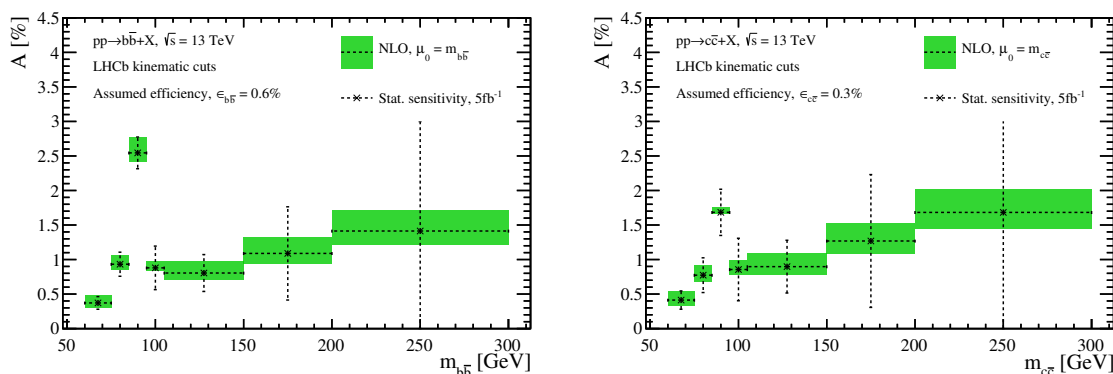 A [%]
4.5
4
3.5
3
2.5
2
1.5
1
0.5
0
pp→bb̅+X, √s = 13 TeV
LHCb kinematic cuts
Assumed efficiency, ϵ_bb̅ = 0.6%
NLO, μ₀ = m_bb̅
Stat. sensitivity, 5fb⁻¹
50 100 150 200 250 300
m_bb̅ [GeV]
A [%]
4.5
4
3.5
3
2.5
2
1.5
1
0.5
0
pp→cc̅+X, √s = 13 TeV
LHCb kinematic cuts
Assumed efficiency, ϵ_cc̅ = 0.3%
NLO, μ₀ = m_cc̅
Stat. sensitivity, 5fb⁻¹
50 100 150 200 250 300
m_cc̅ [GeV]